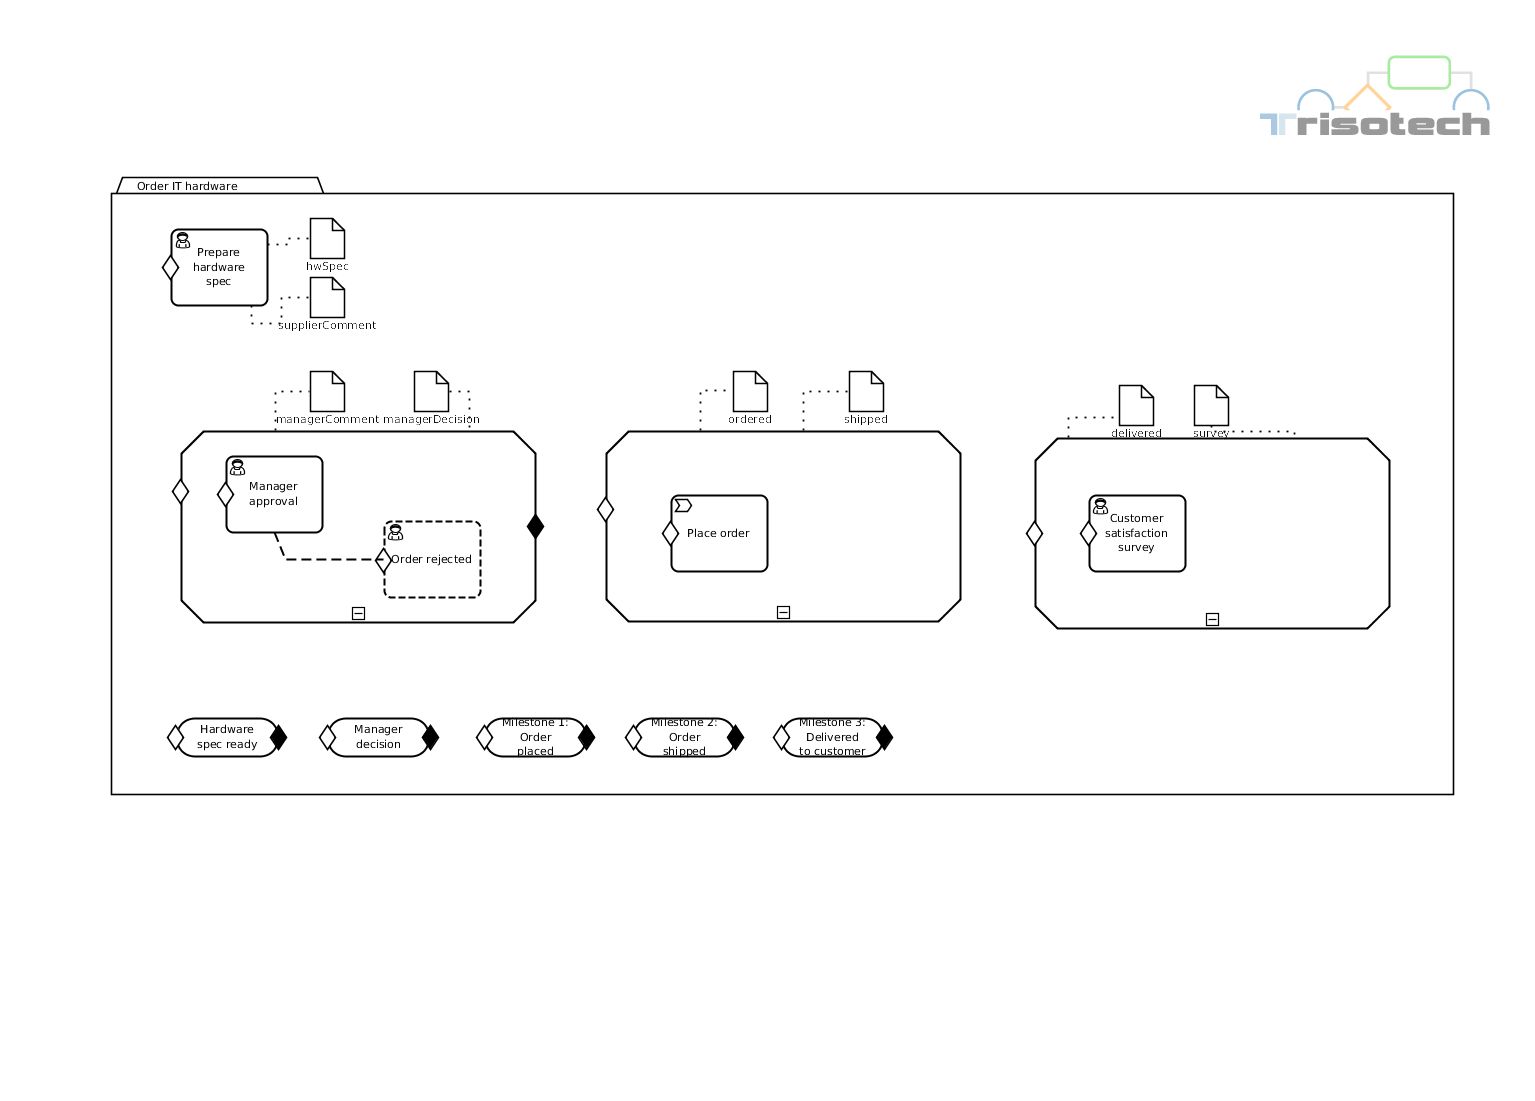 Trisotech
Order IT hardware
Prepare
hardware
spec
hwSpec
supplierComment
managerComment
managerDecision
ordered
shipped
delivered
survey
Manager
approval
Order rejected
Place order
Customer
satisfaction
survey
Hardware
spec ready
Manager
decision
Milestone 1:
Order
placed
Milestone 2:
Order
shipped
Milestone 3:
Delivered
to customer